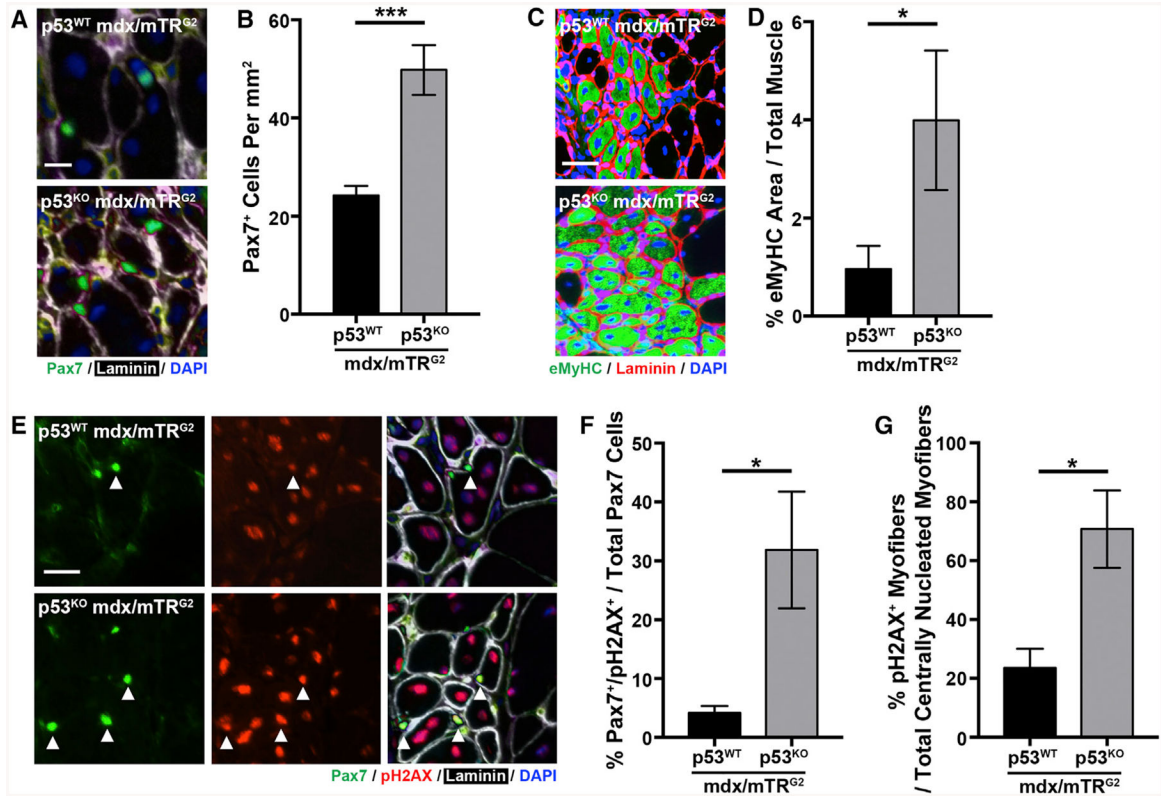 A
p53WT mdx/mTRG2
p53KO mdx/mTRG2
Pax7 / Laminin / DAPI
B
***
Pax7+ Cells Per mm2
60
40
20
0
p53WT p53KO
mdx/mTRG2
C
p53WT mdx/mTRG2
p53KO mdx/mTRG2
eMyHC / Laminin / DAPI
D
*
% eMyHC Area / Total Muscle
6
4
2
0
p53WT p53KO
mdx/mTRG2
E
p53WT mdx/mTRG2
p53KO mdx/mTRG2
Pax7 / pH2AX / Laminin / DAPI
F
*
% Pax7+/pH2AX+ / Total Pax7 Cells
50
40
30
20
10
0
p53WT p53KO
mdx/mTRG2
G
*
% pH2AX+ Myofibers
/ Total Centrally Nucleated Myofibers
100
80
60
40
20
0
p53WT p53KO
mdx/mTRG2